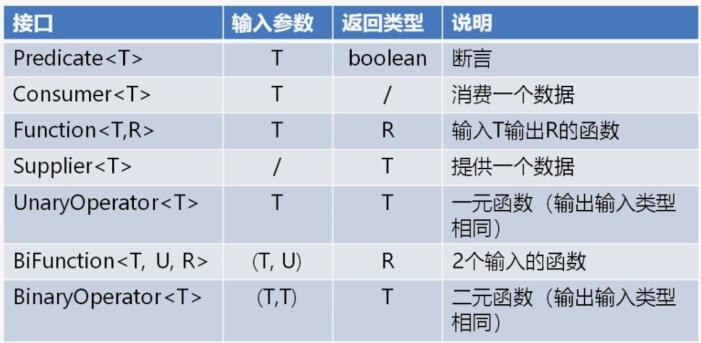 接口 输入参数 返回类型 说明
Predicate<T> T boolean 断言
Consumer<T> T / 消费一个数据
Function<T,R> T R 输入T输出R的函数
Supplier<T> / T 提供一个数据
UnaryOperator<T> T T 一元函数（输出输入类型
相同）
BiFunction<T, U, R> (T, U) R 2个输入的函数
BinaryOperator<T> (T,T) T 二元函数（输出输入类型
相同）